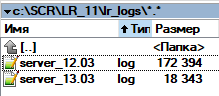 c:\SCR\LR_11\lr_logs\*.*
Имя Тип Размер
[..] <Папка>
server_12.03 log 172 394
server_13.03 log 18 343